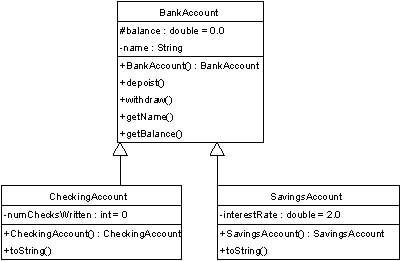 BankAccount
#balance : double = 0.0
-name : String
+BankAccount() : BankAccount
+depoist()
+withdraw()
+getName()
+getBalance()
CheckingAccount
-numChecksWritten : int = 0
+CheckingAccount() : CheckingAccount
+toString()
SavingsAccount
-interestRate : double = 2.0
+SavingsAccount() : SavingsAccount
+toString()